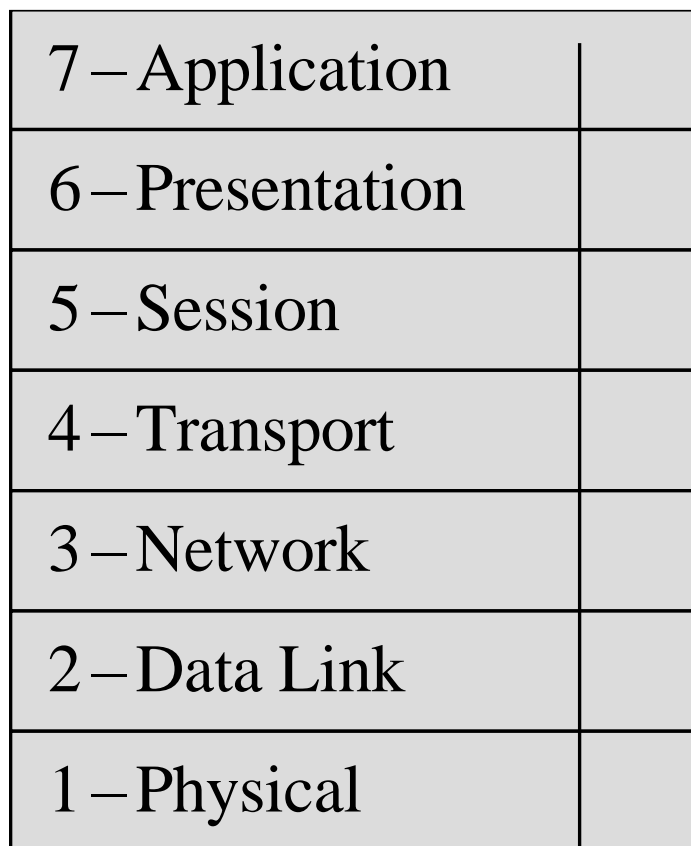 7 – Application
6 – Presentation
5 – Session
4 – Transport
3 – Network
2 – Data Link
1 – Physical